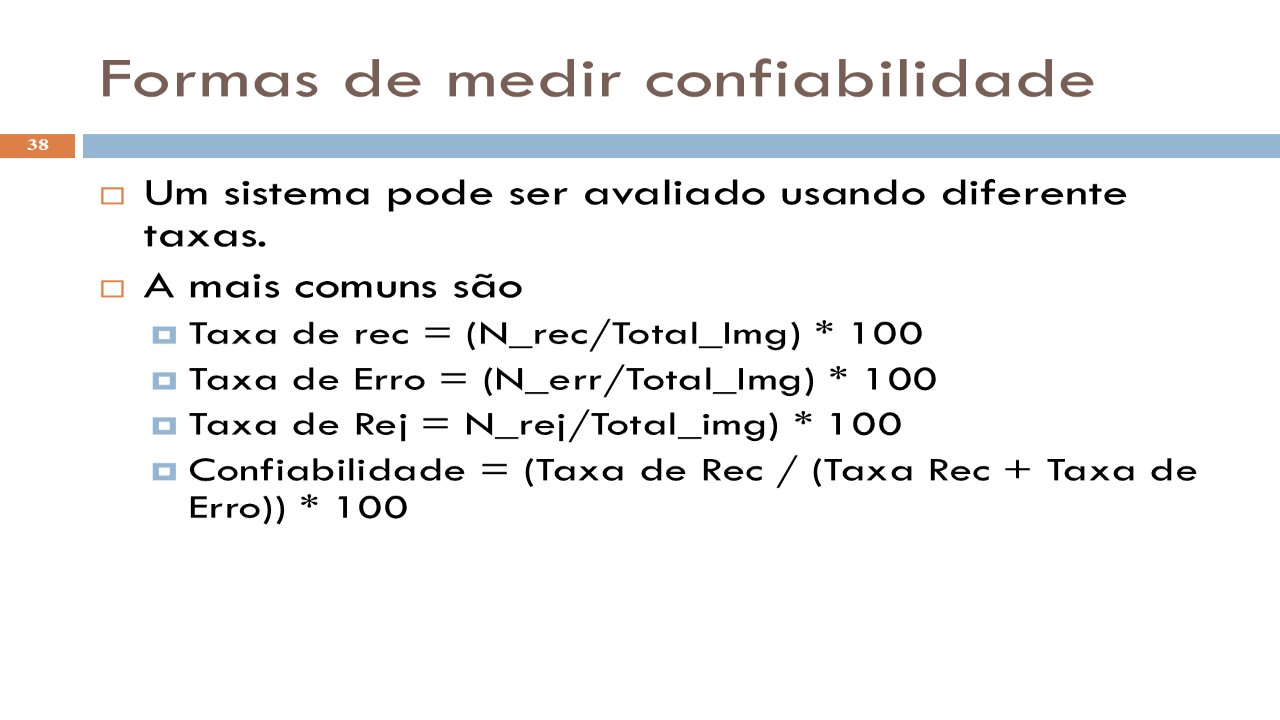 Formas de medir confiabilidade
38
Um sistema pode ser avaliado usando diferente
taxas.
A mais comuns são
Taxa de rec = (N_rec/Total_Img) * 100
Taxa de Erro = (N_err/Total_Img) * 100
Taxa de Rej = N_rej/Total_img) * 100
Confiabilidade = (Taxa de Rec / (Taxa Rec + Taxa de
Erro)) * 100